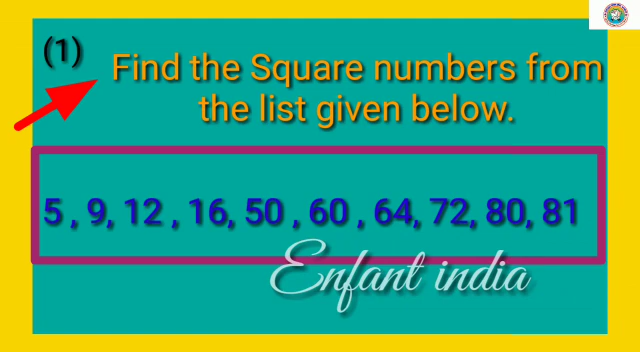 (1)
Find the Square numbers from
the list given below.
5 , 9, 12 , 16, 50 , 60 , 64, 72, 80, 81
Enfant india